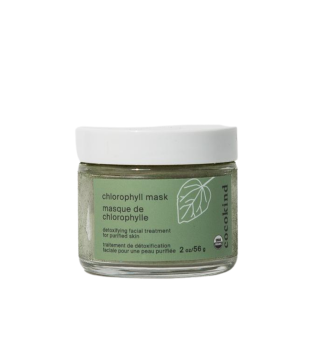 chlorophyll mask
masque de
chlorophylle
detoxifying facial treatment
for purified skin
traitement de détoxification
faciale pour une peau purifiée
2 oz/56 g
cocokind